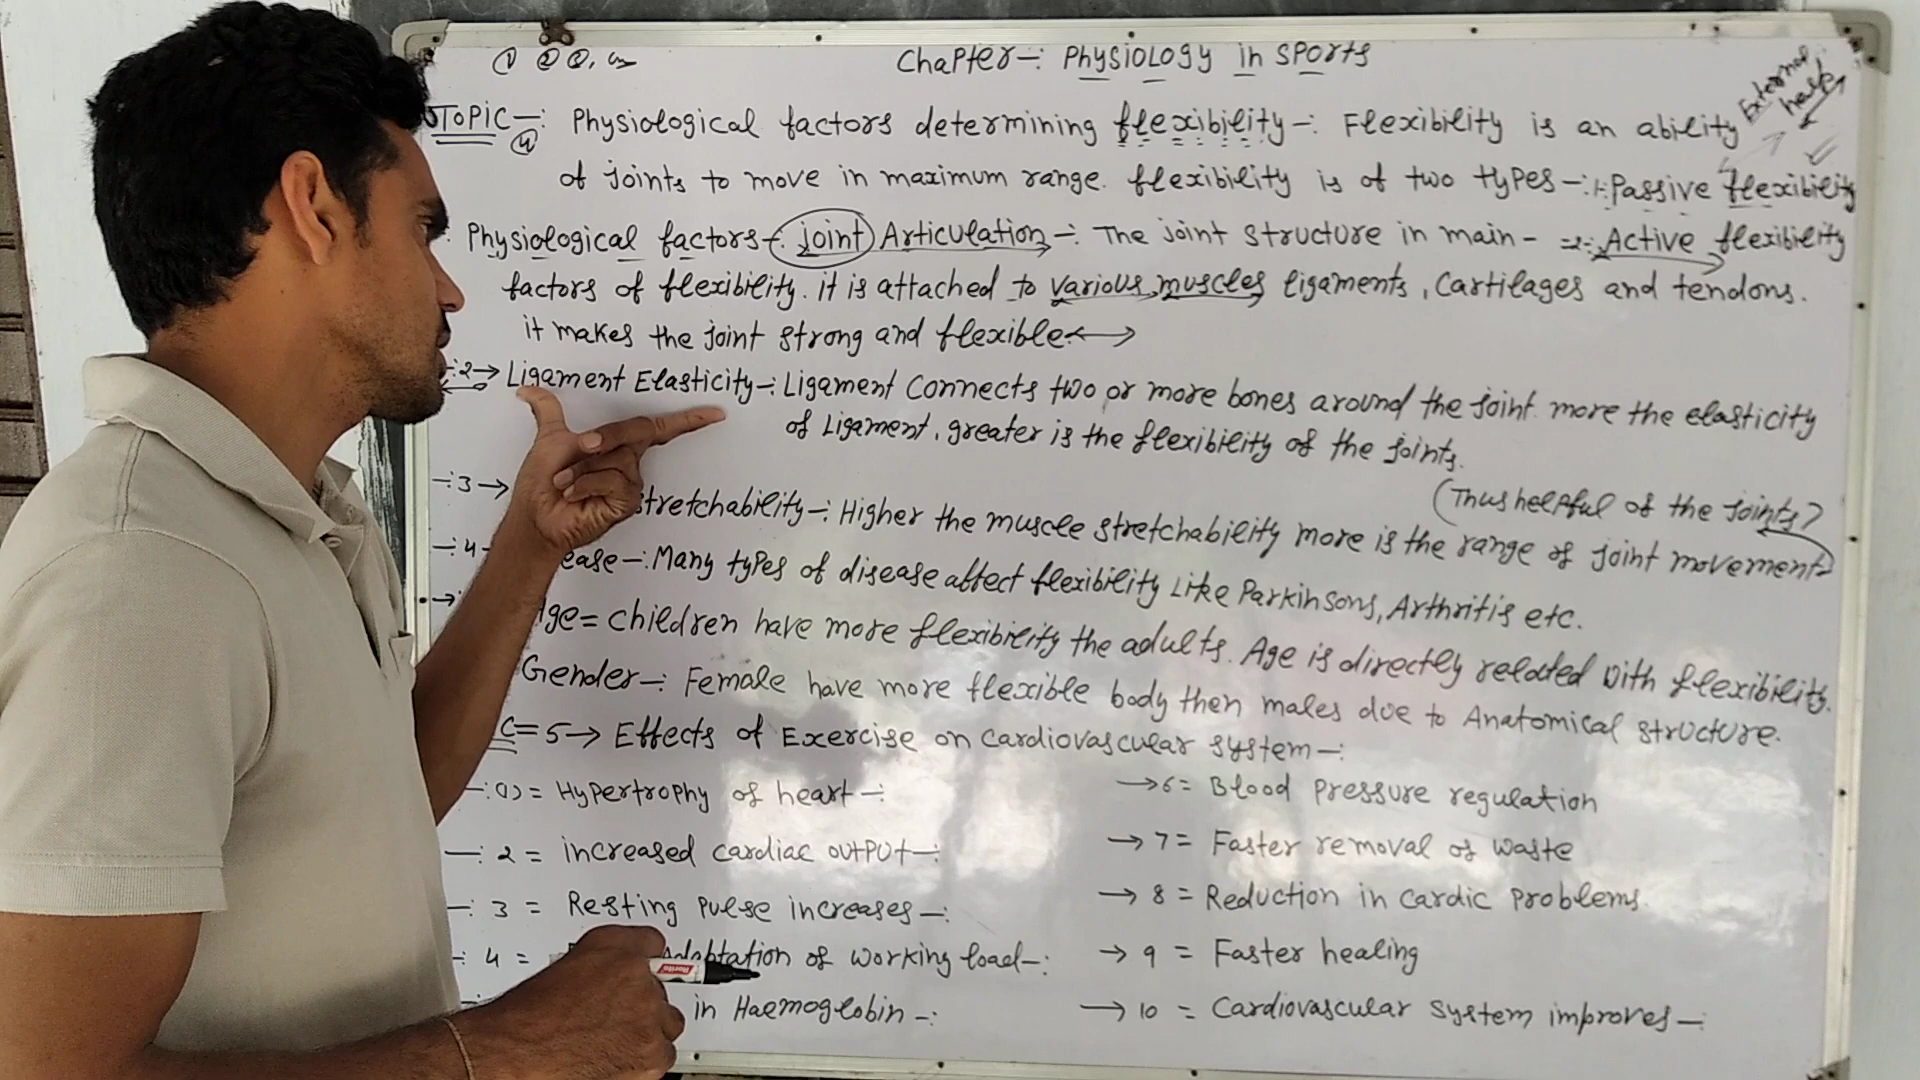 ① ② ③,
Chapter-: Physiology in sports
External help
Topic-: Physiological factors determining flexibility-: Flexibility is an ability
④
of joints to move in maximum range. flexibility is of two types-:1:Passive flexibility
Physiological factors-: joint Articulation-: The joint structure in main- =2:-Active flexibility
factors of flexibility. it is attached to various muscles ligaments, Cartilages and tendons.
it makes the joint strong and flexible
:2→ Ligament Elasticity-: Ligament Connects two or more bones around the joint. more the elasticity
of Ligament, greater is the flexibility of the joints.
(Thus helpful of the joints)
-:3→ stretchability-: Higher the muscle stretchability more is the range of joint movement
-:4- ease-: Many types of disease affect flexibility Like Parkinsons, Arthritis etc.
→ Age= children have more flexibility the adults. Age is directly related with flexibility.
Gender-: Female have more flexible body then males due to Anatomical structure.
C=5→ Effects of Exercise on cardiovascular system-:
-:(1)= Hypertrophy of heart-:
-: 2 = increased cardiac output-:
-: 3 = Resting pulse increases-:
-: 4 = Adabtation of working load-:
in Haemoglobin-:
→6= Blood pressure regulation
→7= Faster removal of waste
→8= Reduction in cardic problems.
→9 = Faster healing
→10 = Cardiovascular system improves-: